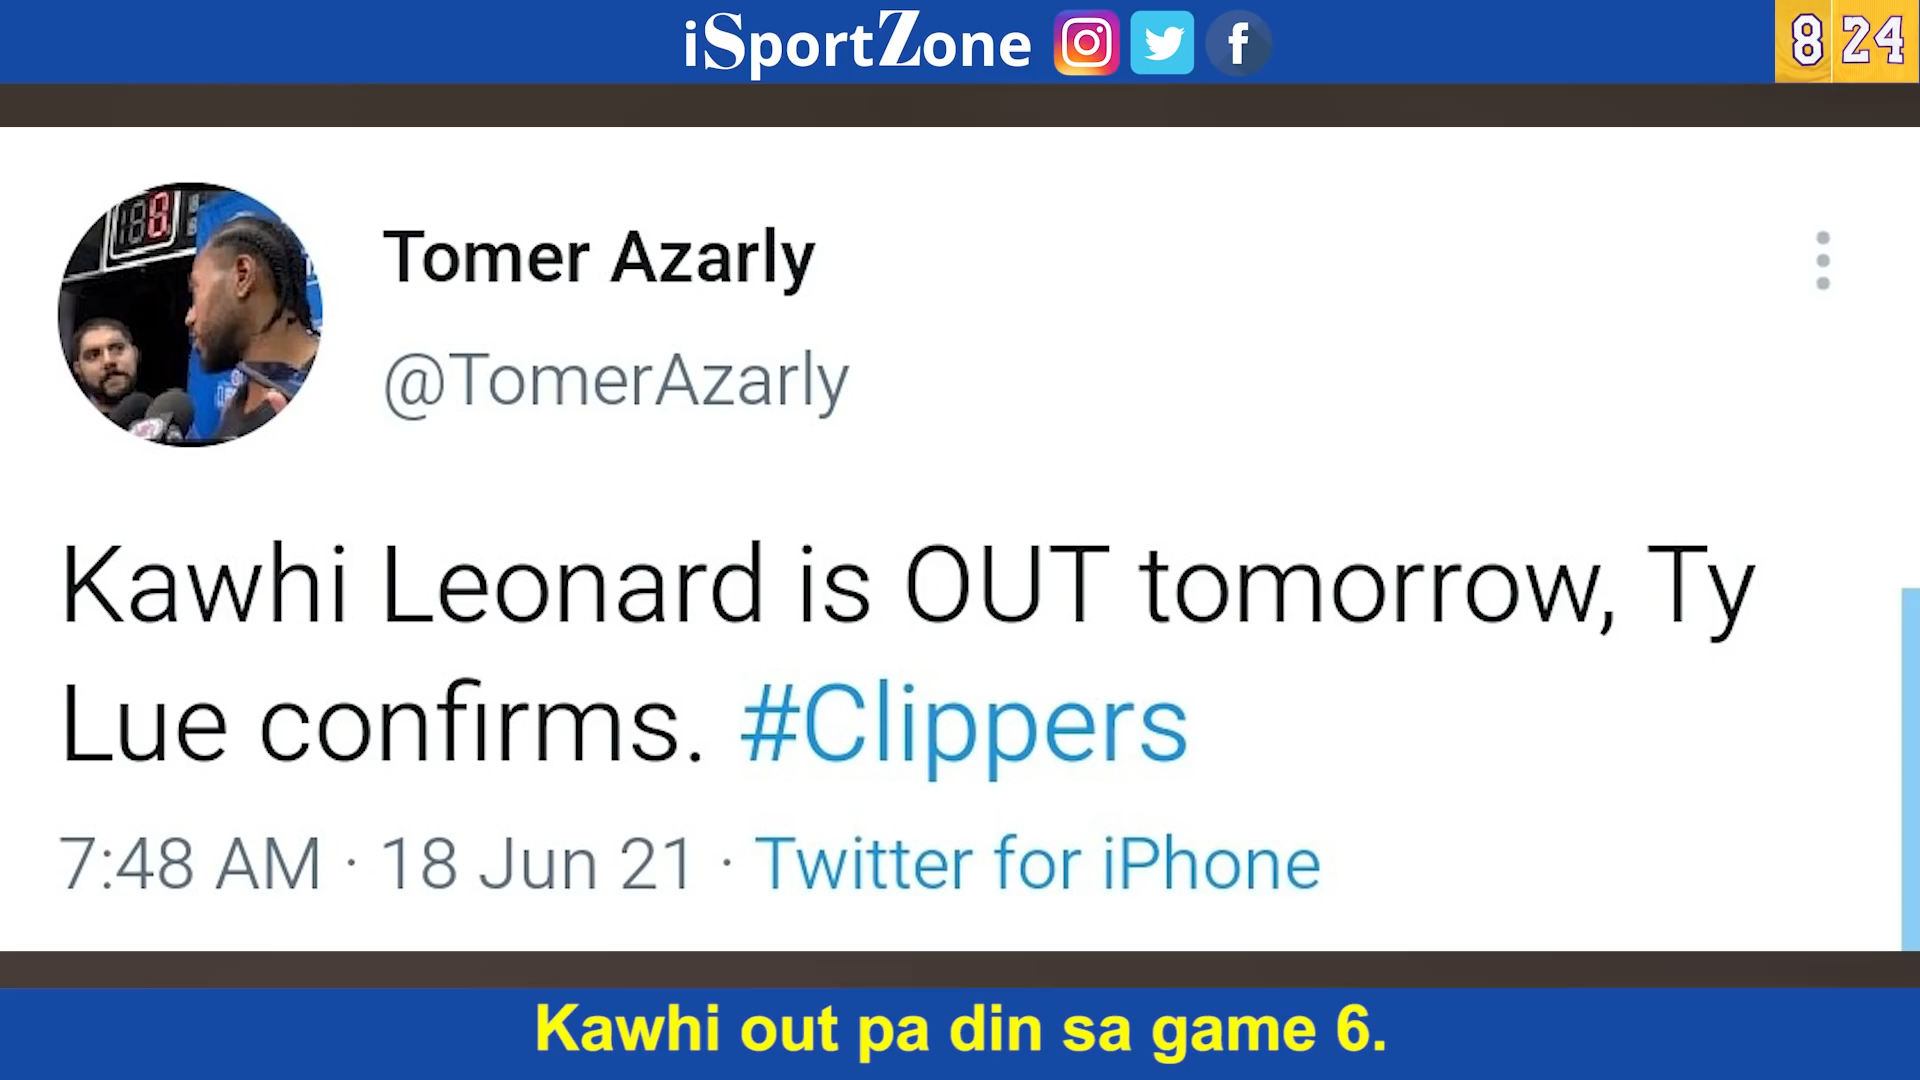 iSportZone
8 24
Tomer Azarly
@TomerAzarly
Kawhi Leonard is OUT tomorrow, Ty
Lue confirms. #Clippers
7:48 AM · 18 Jun 21 · Twitter for iPhone
Kawhi out pa din sa game 6.